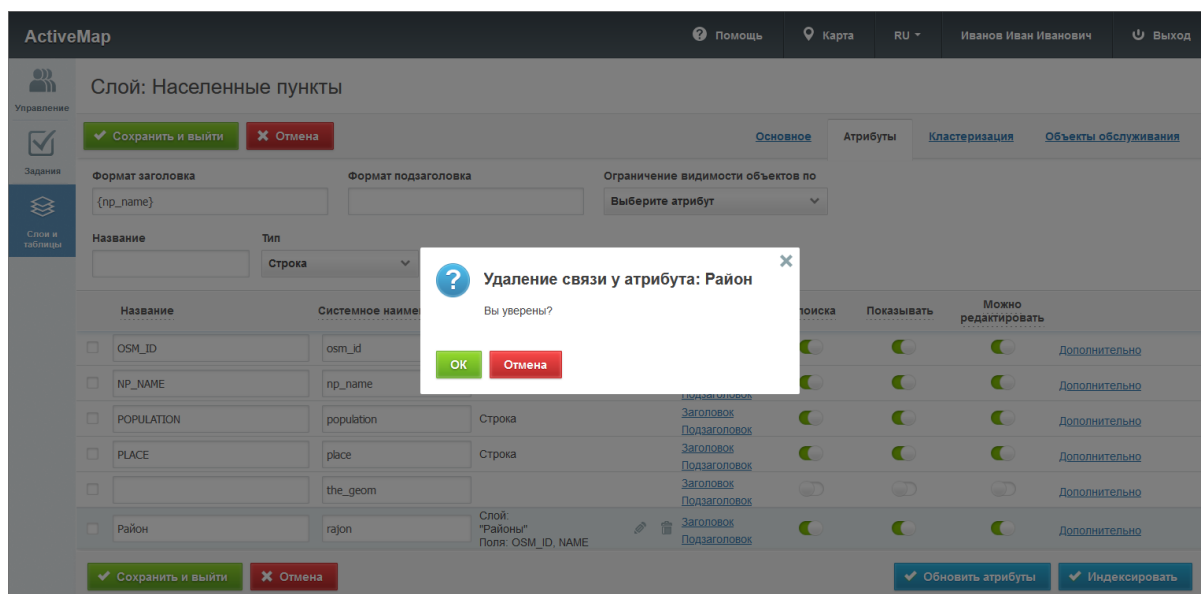 ActiveMap
Помощь
Карта
RU
Иванов Иван Иванович
Выход
Управление
Задания
Слои и
таблицы
Слой: Населенные пункты
Сохранить и выйти
Отмена
Основное
Атрибуты
Кластеризация
Объекты обслуживания
Формат заголовка
Формат подзаголовка
Ограничение видимости объектов по
{np_name}
Выберите атрибут
Название
Тип
Строка
Удаление связи у атрибута: Район
Вы уверены?
ОК
Отмена
Название
Системное наиме
поиска
Показывать
Можно
редактировать
OSM_ID
osm_id
Дополнительно
NP_NAME
np_name
Подзаголовок
Дополнительно
POPULATION
population
Строка
Заголовок
Подзаголовок
Дополнительно
PLACE
place
Строка
Заголовок
Подзаголовок
Дополнительно
the_geom
Заголовок
Подзаголовок
Дополнительно
Район
rajon
Слой:
"Районы"
Поля: OSM_ID, NAME
Заголовок
Подзаголовок
Дополнительно
Сохранить и выйти
Отмена
Обновить атрибуты
Индексировать